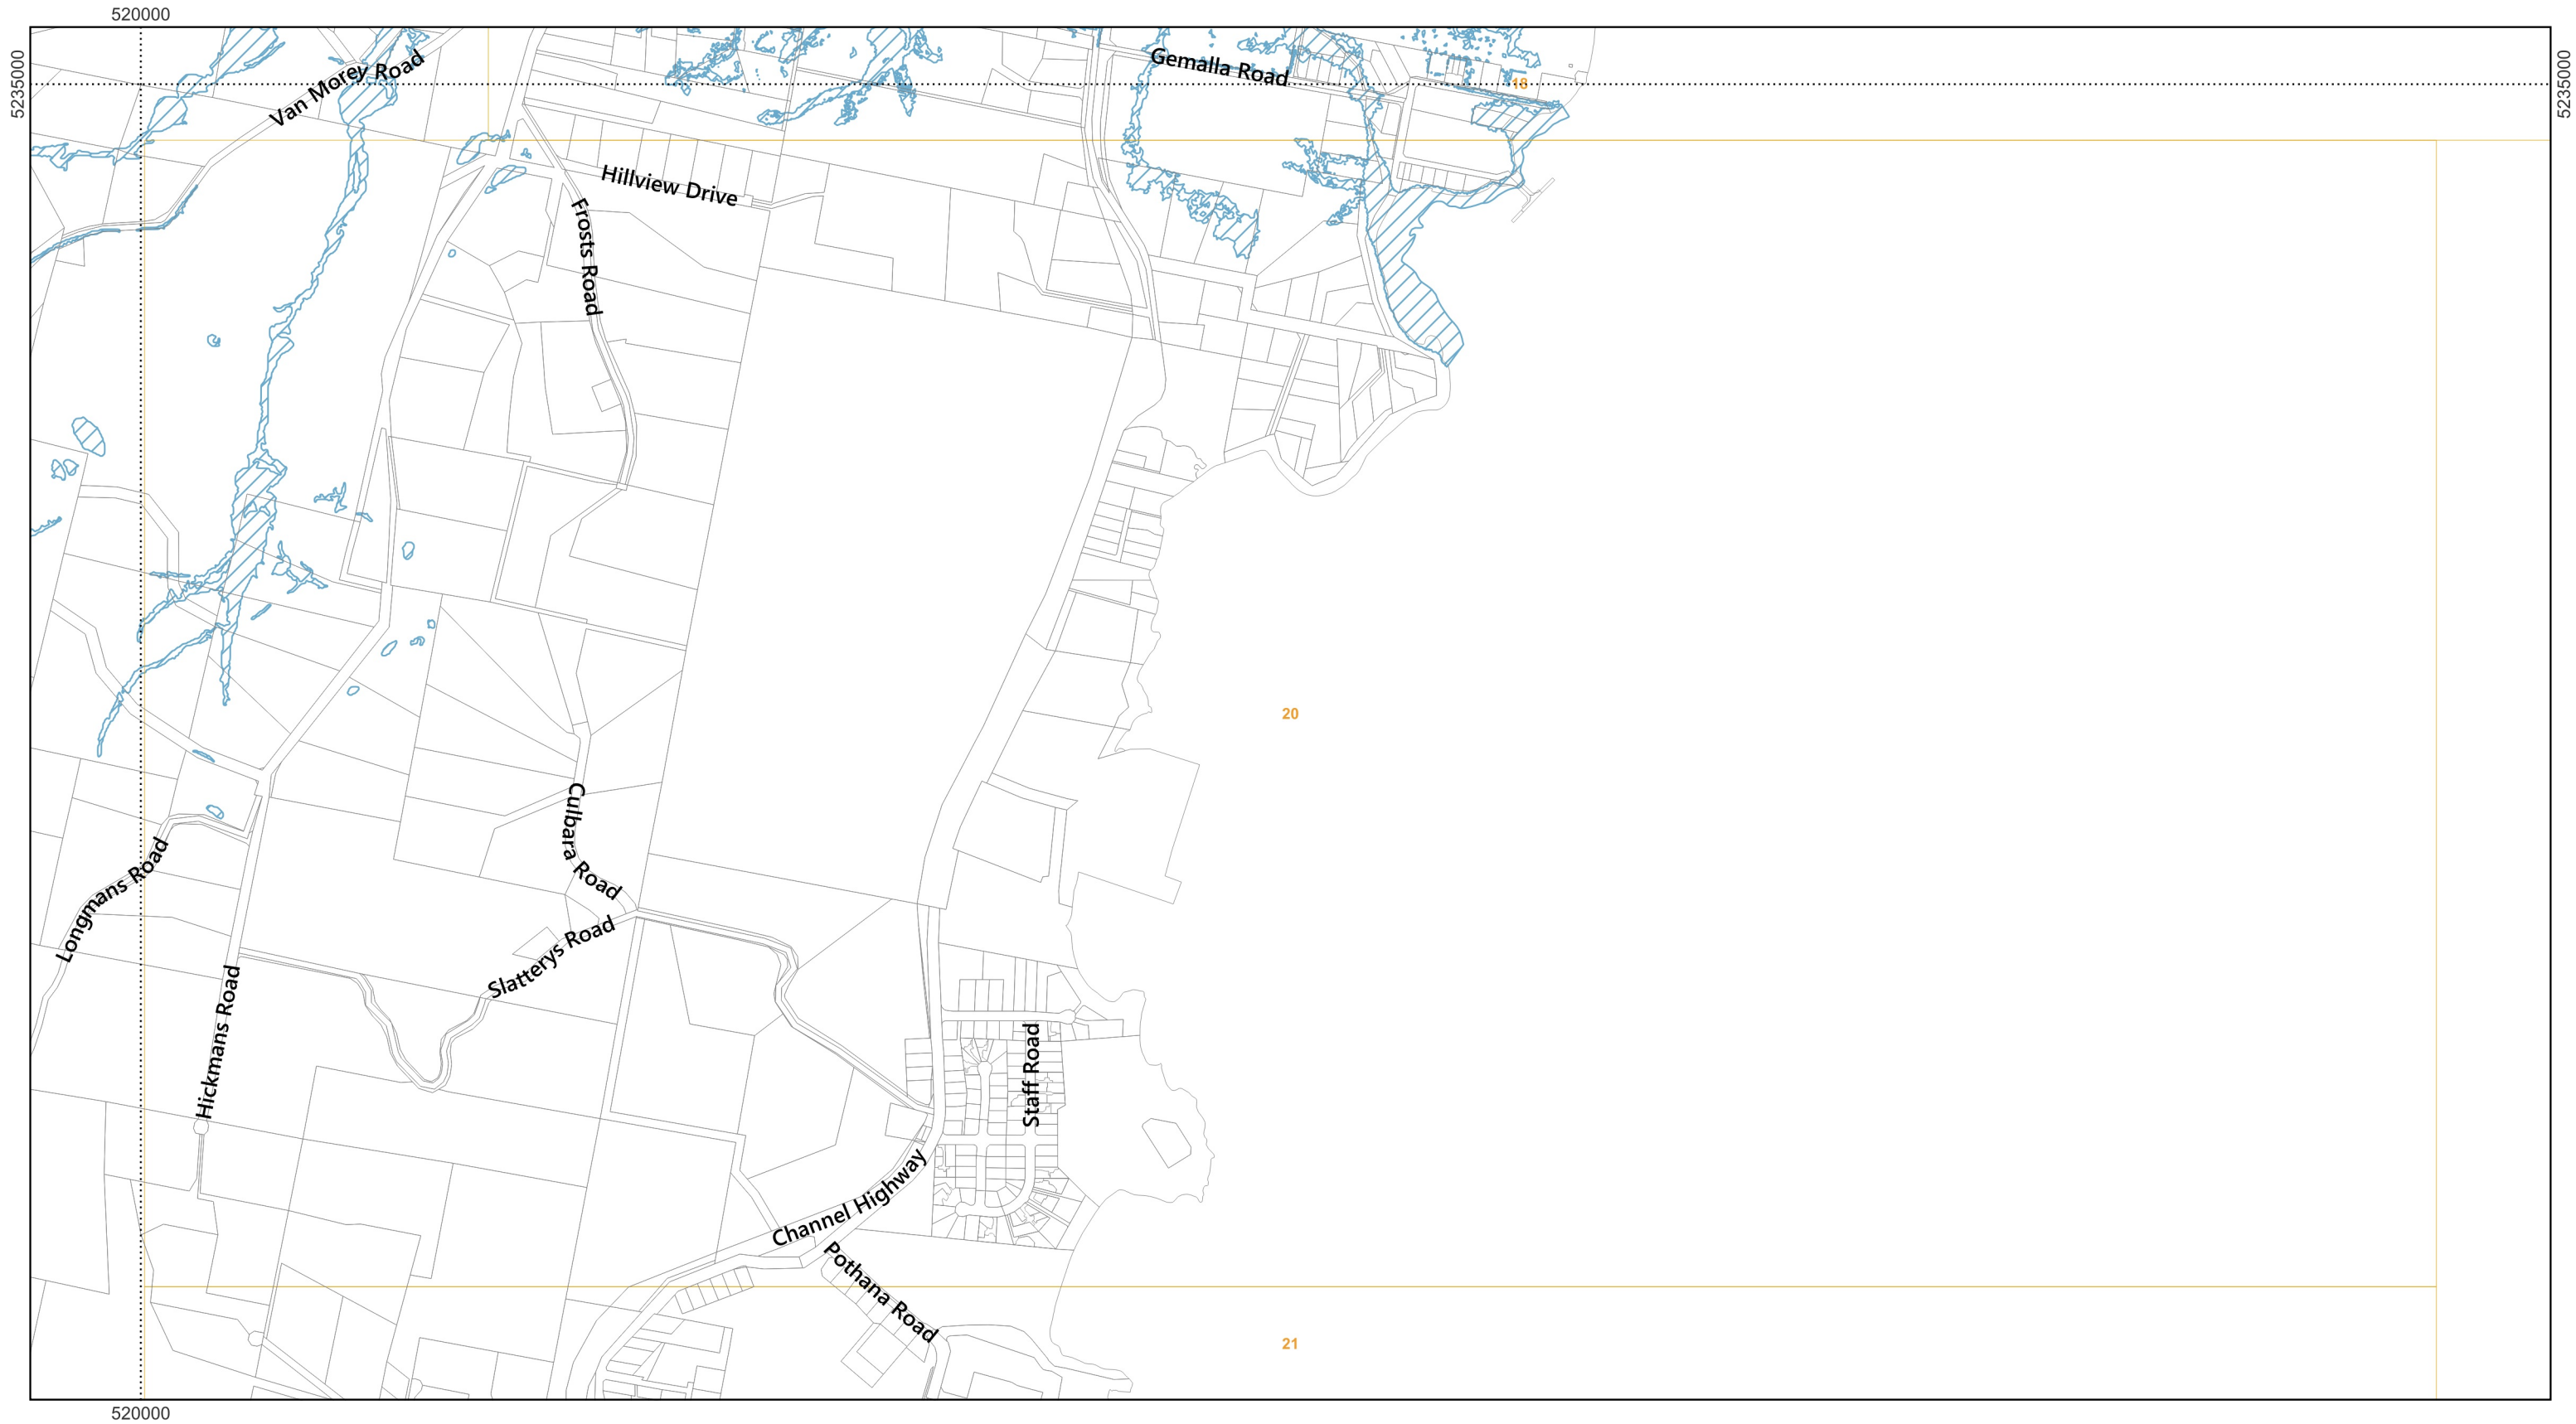 520000
5235000
5235000
Van Morey Road
Gemalla Road
18
Hillview Drive
Frosts Road
20
Culbara Road
Longmans Road
Slatterys Road
Hickmans Road
Staff Road
Channel Highway
Pothana Road
21
520000